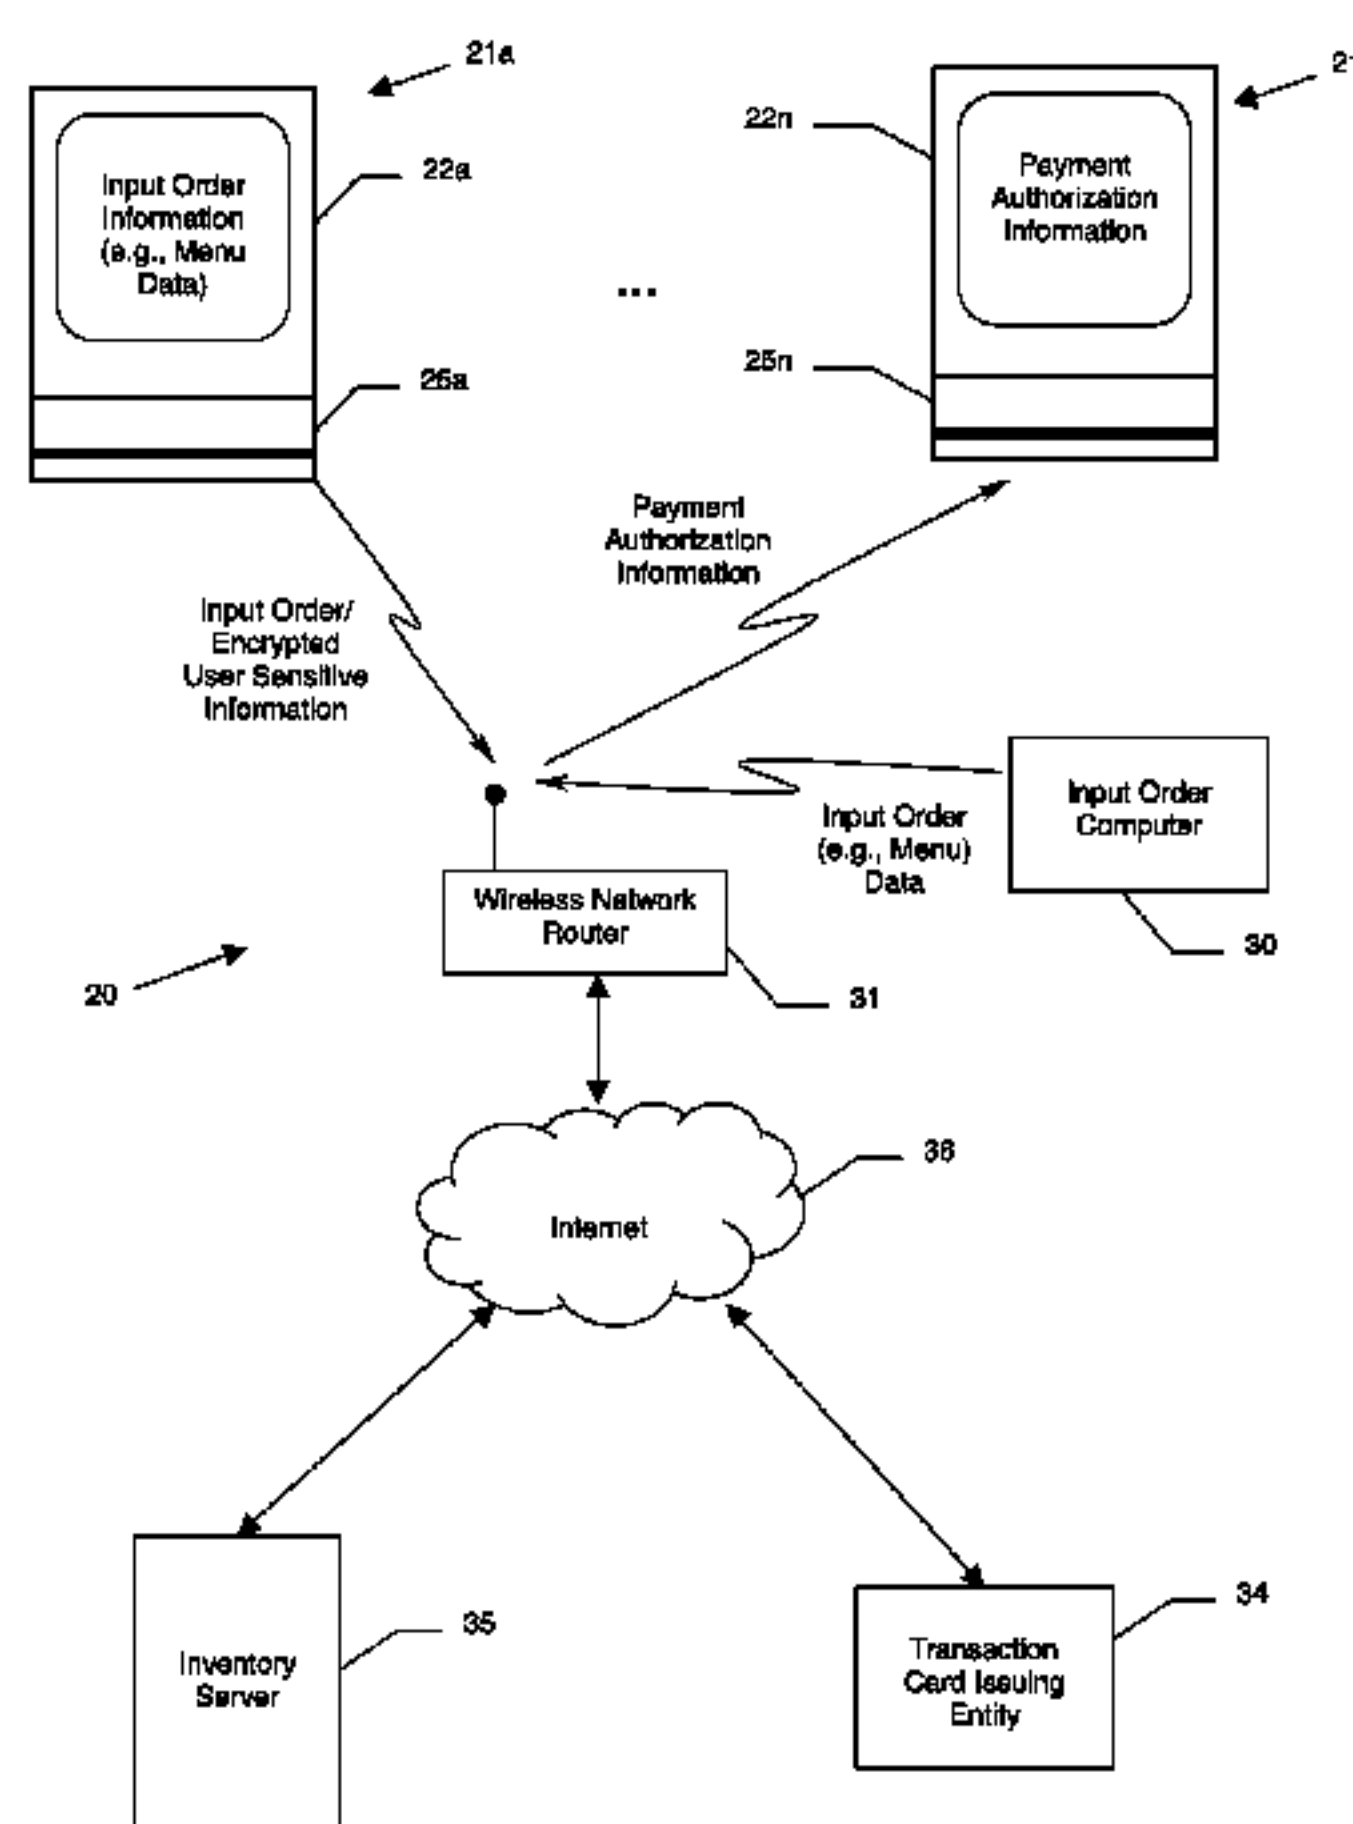 21a
22a
Input Order
Information
(e.g., Menu
Data)
25a
...
22n
Payment
Authorization
Information
25n
Payment
Authorization
Information
Input Order/
Encrypted
User Sensitive
Information
Input Order
Computer
Input Order
(e.g., Menu)
Data
30
Wireless Network
Router
31
20
36
Internet
35
Inventory
Server
34
Transaction
Card Issuing
Entity